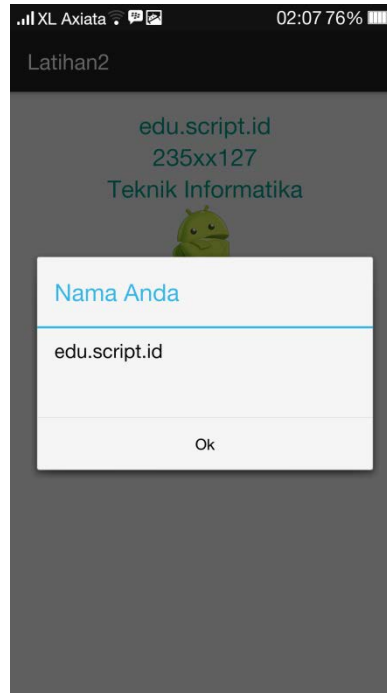 XL Axiata 02:07 76%
Latihan2
edu.script.id
235xx127
Teknik Informatika
Nama Anda
edu.script.id
Ok